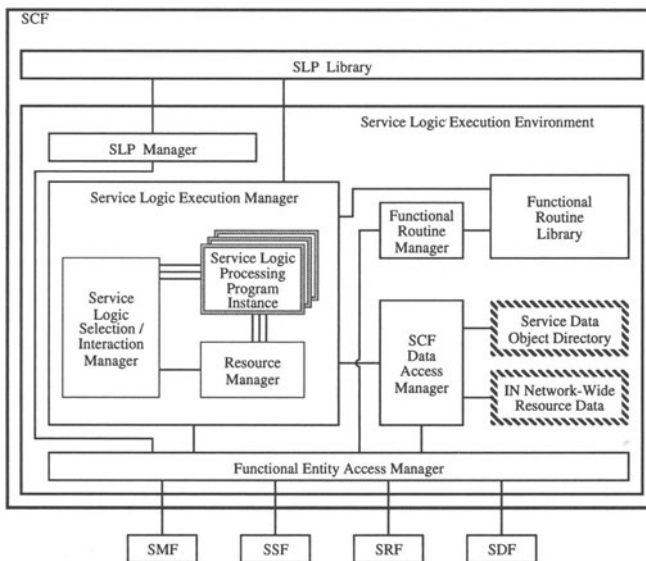 SCF
SLP Library
Service Logic Execution Environment
SLP Manager
Service Logic Execution Manager
Service Logic
Processing
Program
Instance
Service
Logic
Selection /
Interaction
Manager
Resource
Manager
Functional
Routine
Manager
Functional
Routine
Library
SCF
Data
Access
Manager
Service Data
Object Directory
IN Network-Wide
Resource Data
Functional Entity Access Manager
SMF
SSF
SRF
SDF